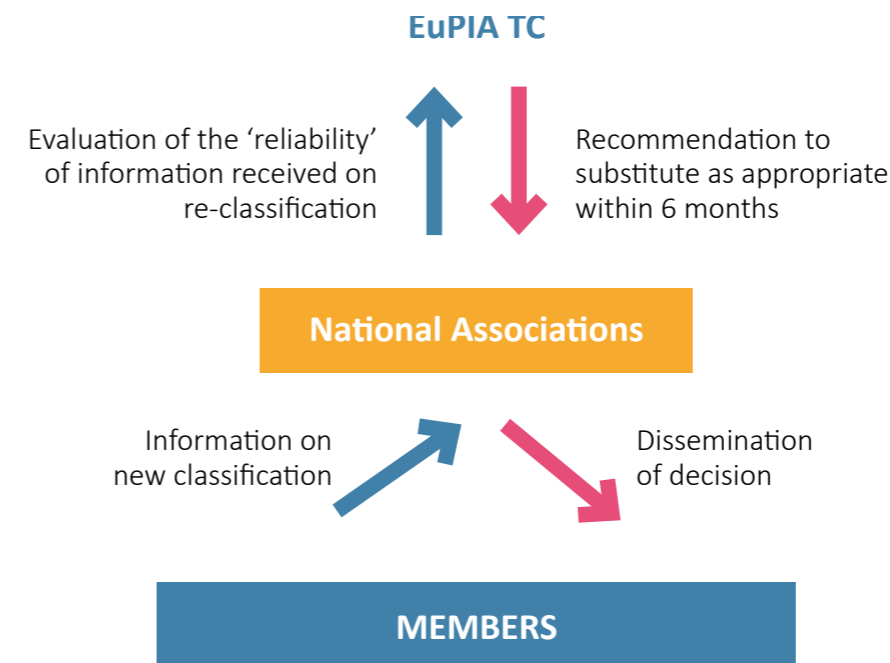 EuPIA TC
Evaluation of the ‘reliability’
of information received on
re-classification
Recommendation to
substitute as appropriate
within 6 months
National Associations
Information on
new classification
Dissemination
of decision
MEMBERS